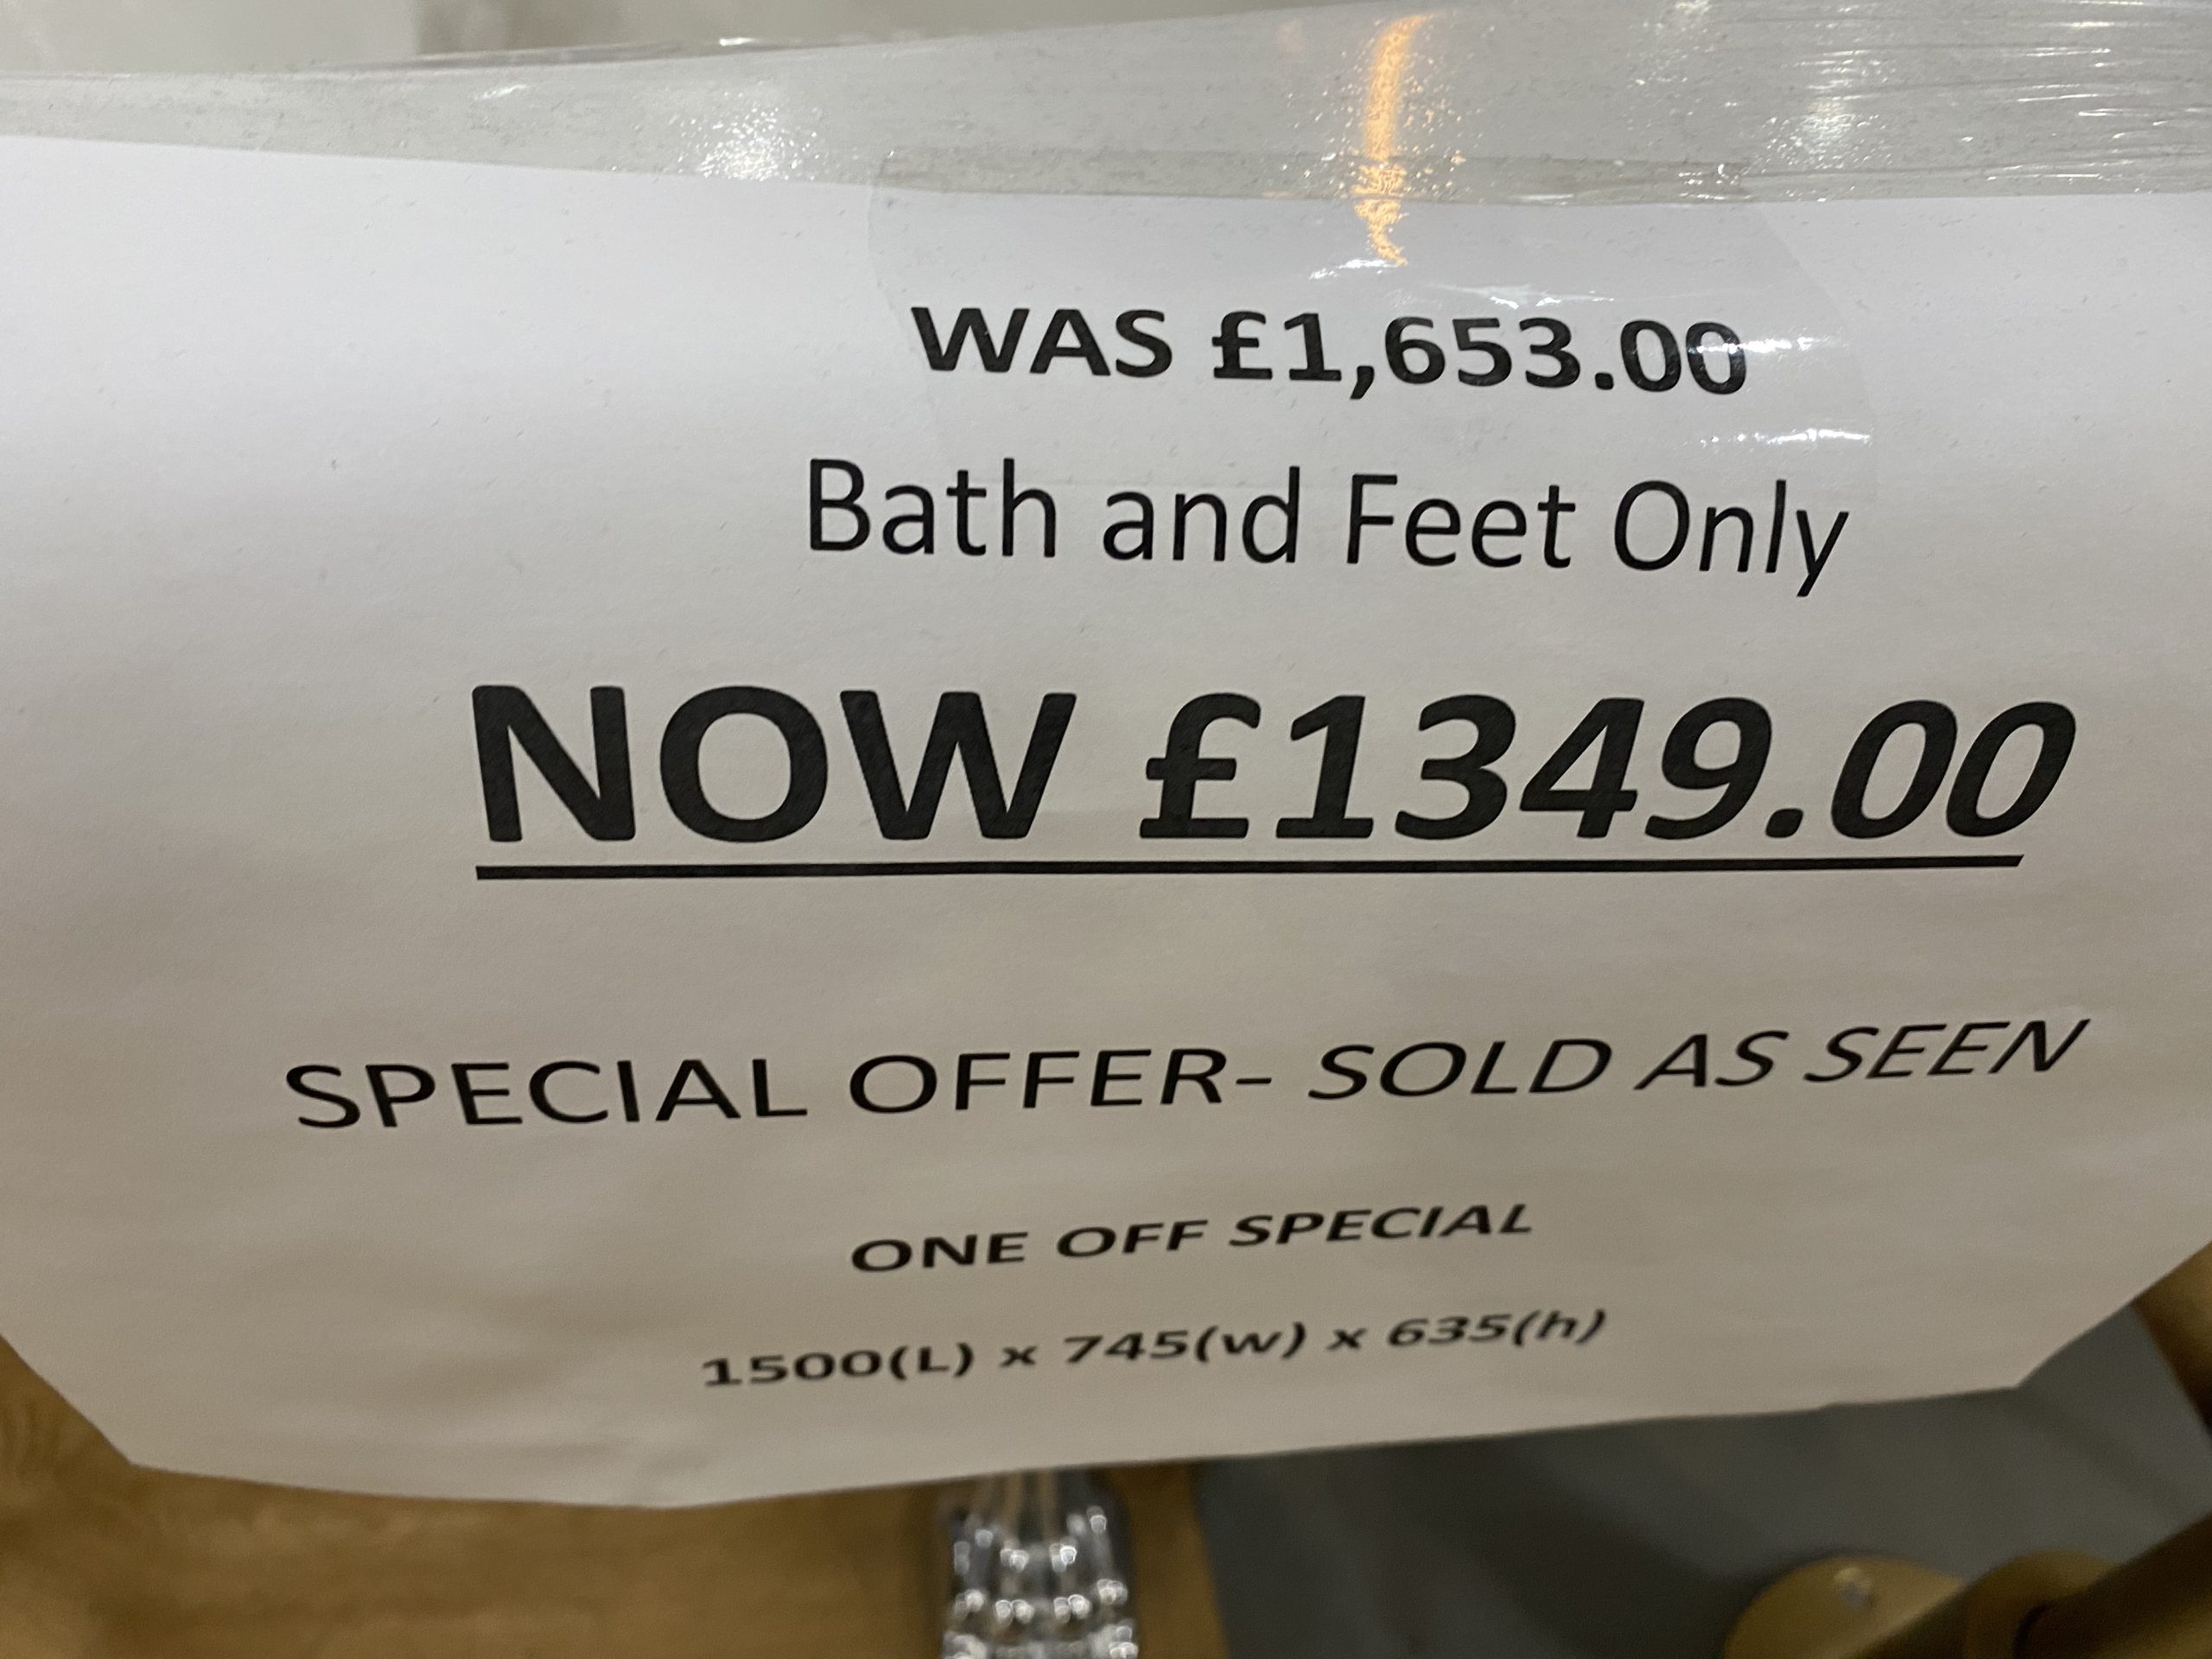 WAS £1,653.00
Bath and Feet Only
NOW £1349.00
SPECIAL OFFER- SOLD AS SEEN
ONE OFF SPECIAL
1500(L) x 745(w) x 635(h)